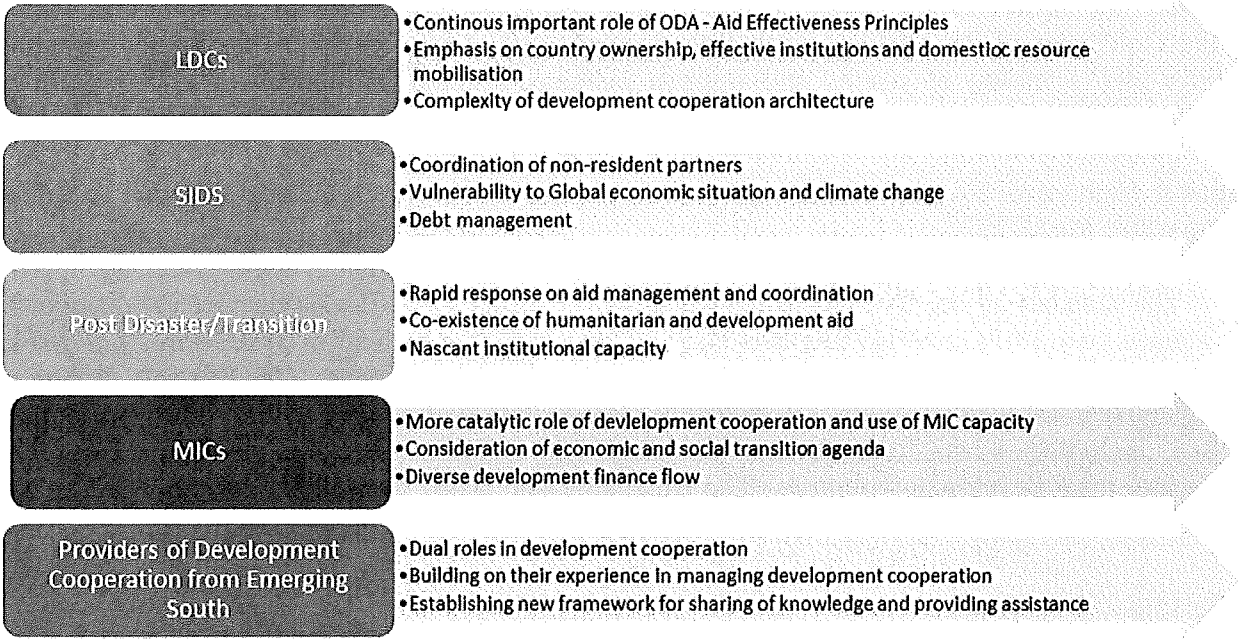 LDCs
•Continous important role of ODA - Aid Effectiveness Principles
•Emphasis on country ownership, effective institutions and domestioc resource
mobilisation
•Complexity of development cooperation architecture
SIDS
•Coordination of non-resident partners
•Vulnerability to Global economic situation and climate change
•Debt management
Post Disaster/Transition
•Rapid response on aid management and coordination
•Co-existence of humanitarian and development aid
•Nascant institutional capacity
MICs
•More catalytic role of devlelopment cooperation and use of MIC capacity
•Consideration of economic and social transition agenda
•Diverse development finance flow
Providers of Development
Cooperation from Emerging
South
•Dual roles in development cooperation
•Building on their experience in managing development cooperation
•Establishing new framework for sharing of knowledge and providing assistance